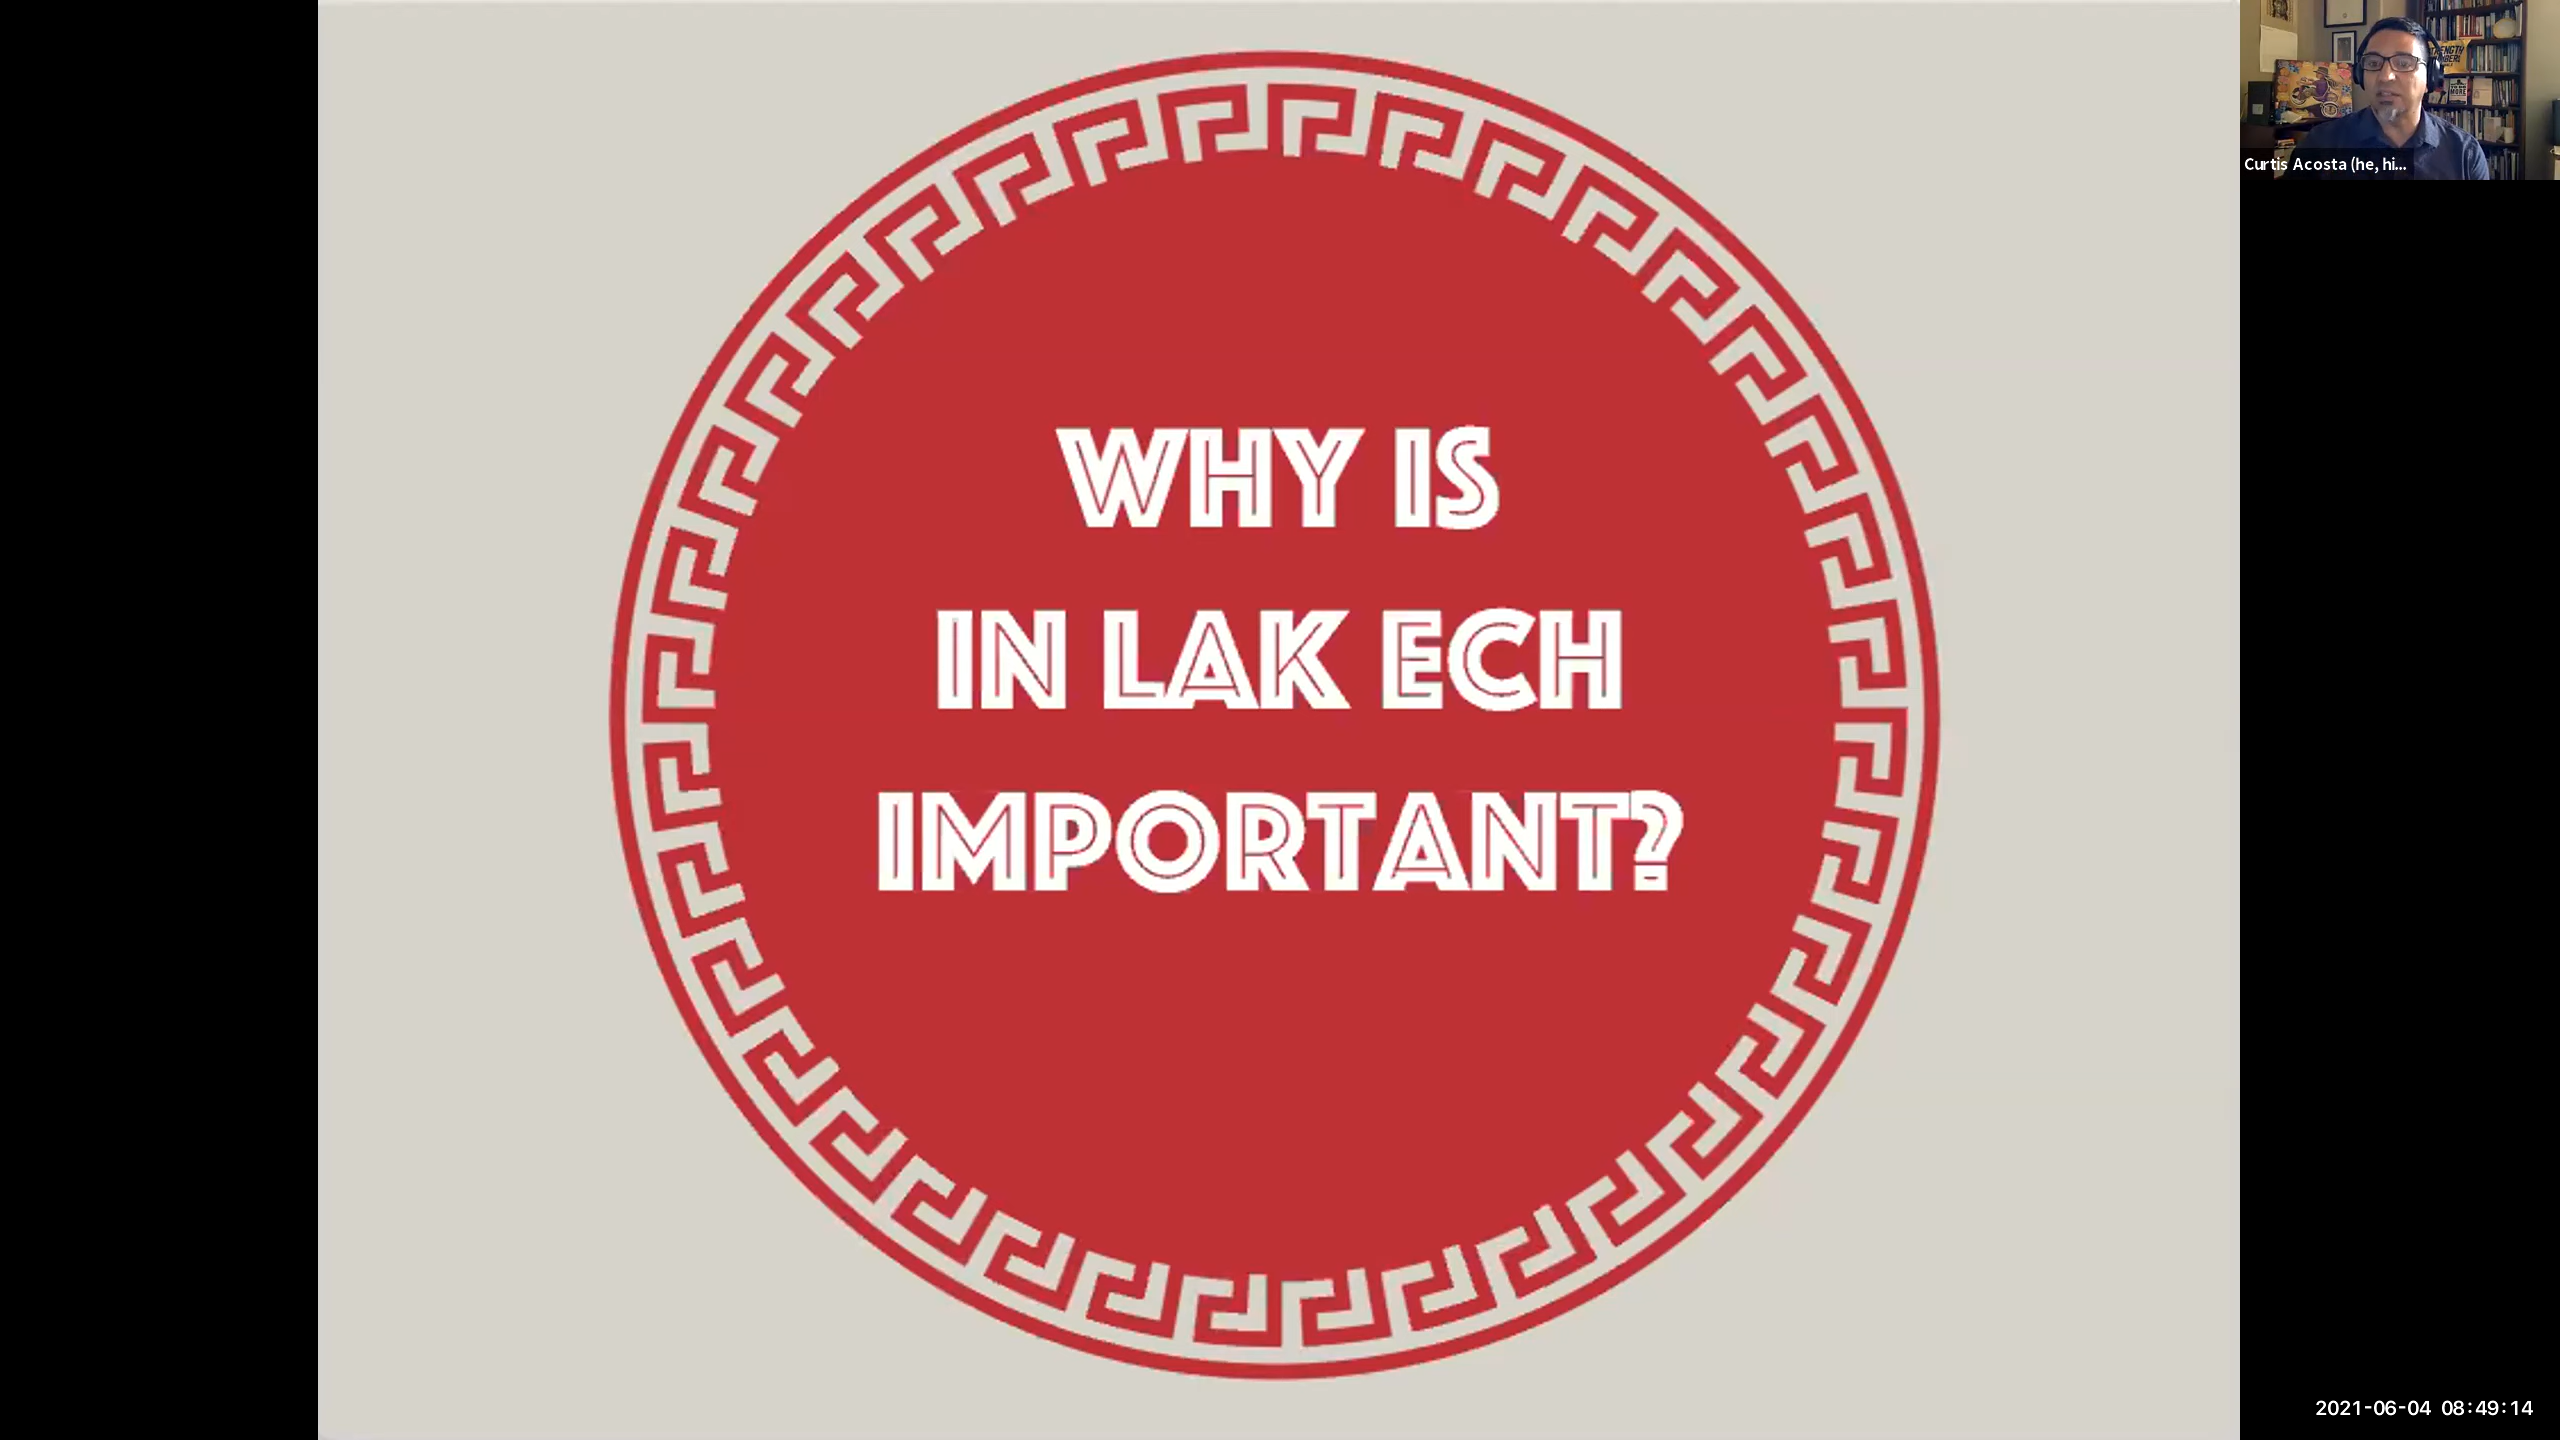 WHY IS
IN LAK ECH
IMPORTANT?
Curtis Acosta (he, hi...
2021-06-04 08:49:14